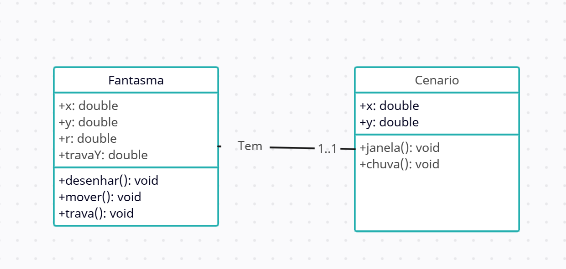 Fantasma
+x: double
+y: double
+r: double
+travaY: double
+desenhar(): void
+mover(): void
+trava(): void
Tem
1..1
Cenario
+x: double
+y: double
+janela(): void
+chuva(): void